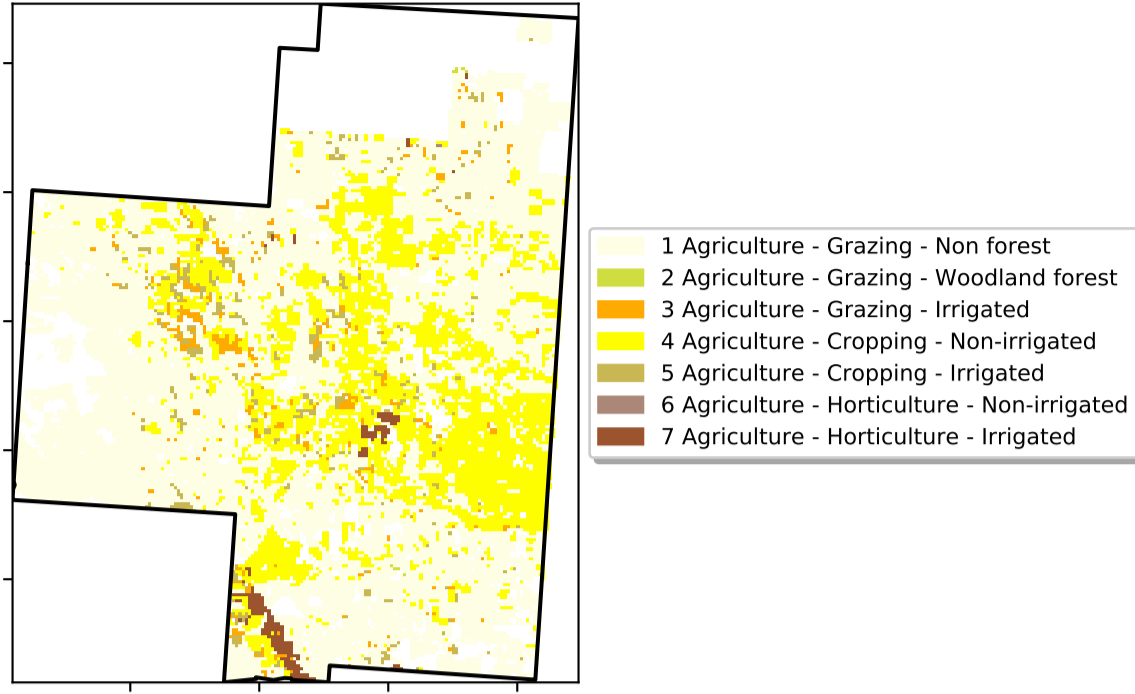 1 Agriculture - Grazing - Non forest
2 Agriculture - Grazing - Woodland forest
3 Agriculture - Grazing - Irrigated
4 Agriculture - Cropping - Non-irrigated
5 Agriculture - Cropping - Irrigated
6 Agriculture - Horticulture - Non-irrigated
7 Agriculture - Horticulture - Irrigated